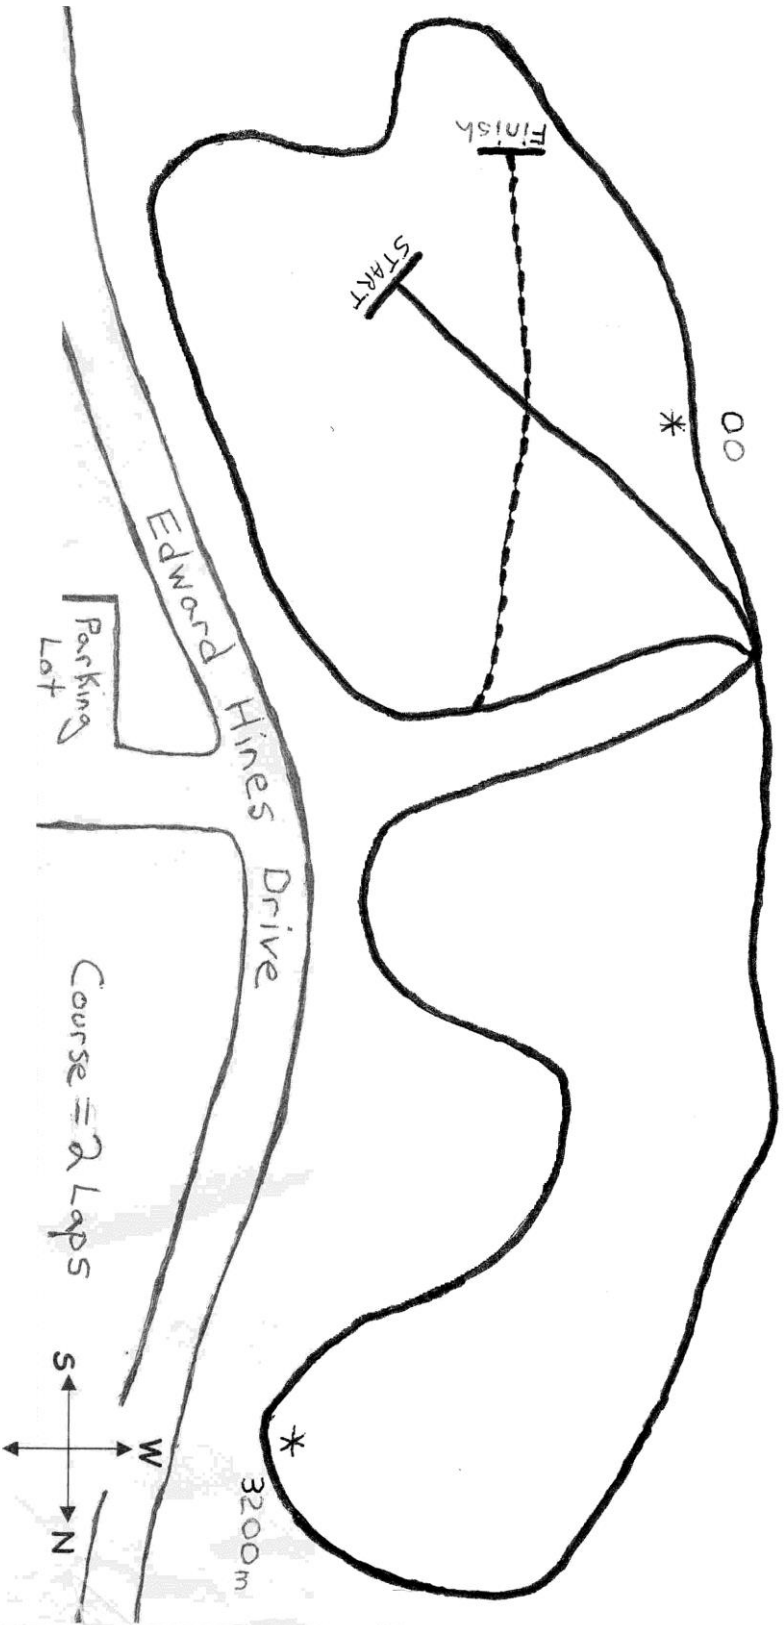 Finish
START
00
Edward Hines Drive
Parking
Lot
Course = 2 Laps
3200m
S
W
N